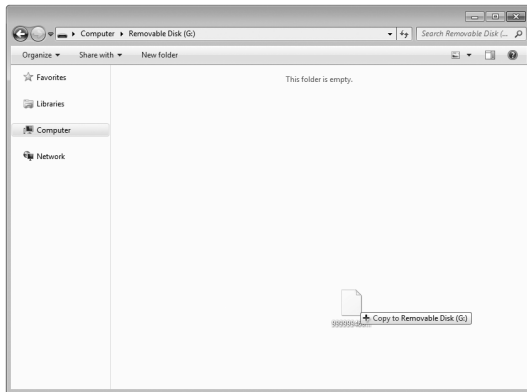 Computer Removable Disk (G:)
Search Removable Disk (...
Organize Share with New folder
Favorites
This folder is empty.
Libraries
Computer
Network
Copy to Removable Disk (G:)